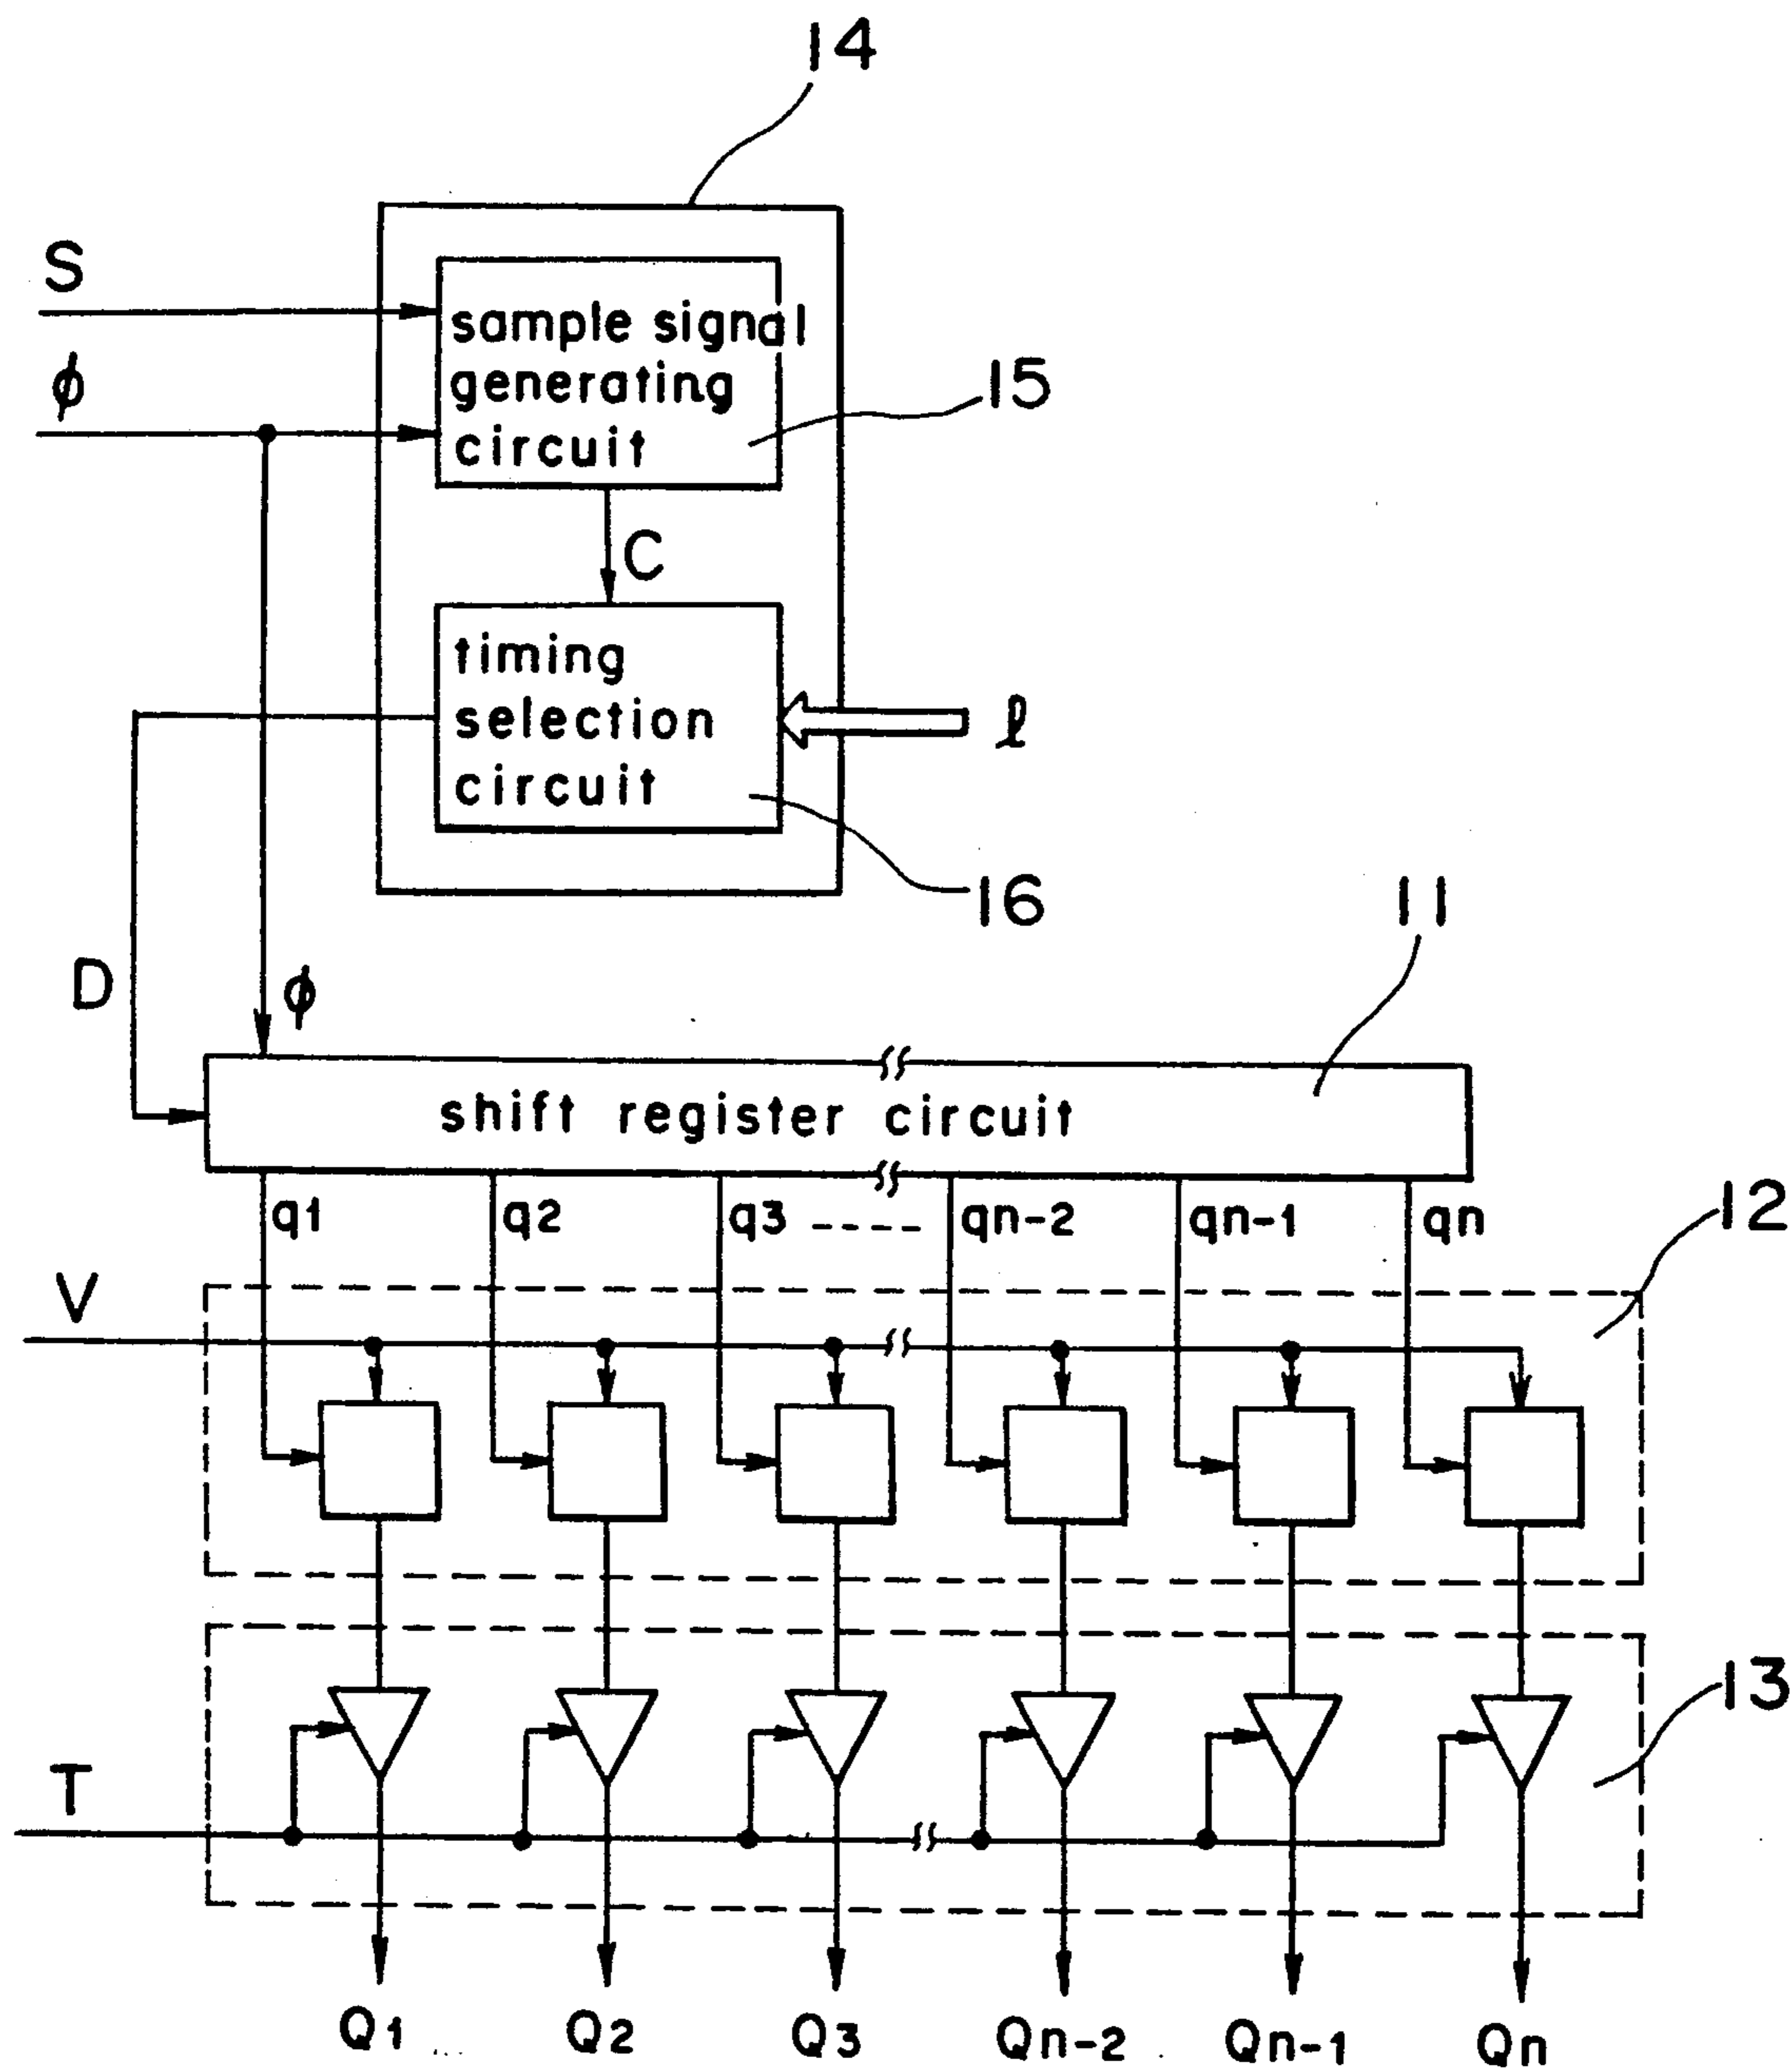 14
S
sample signal
generating
circuit
ϕ
15
C
timing
selection
circuit
ℓ
16
11
D
ϕ
shift register circuit
q1 q2 q3 ----- qn-2 qn-1 qn
12
V
13
T
Q1 Q2 Q3 Qn-2 Qn-1 Qn